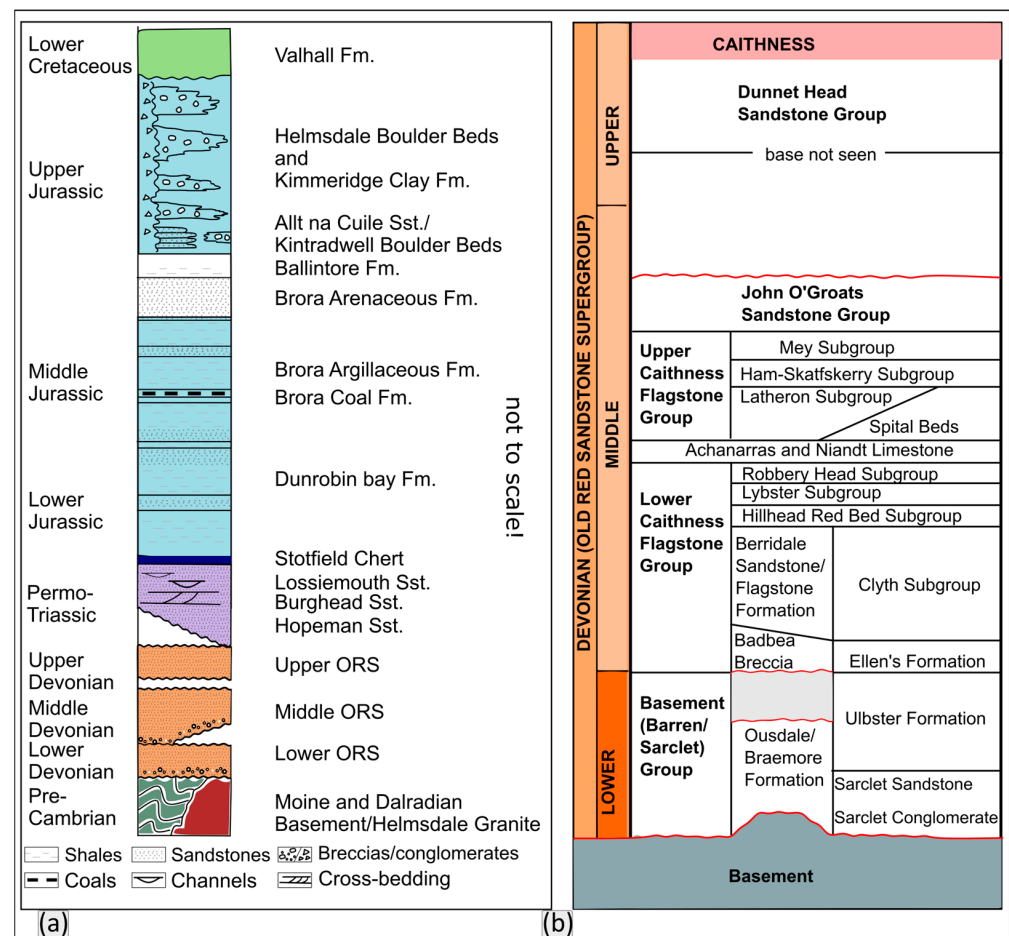 Lower
Cretaceous
Valhall Fm.
Upper
Jurassic
Helmsdale Boulder Beds
and
Kimmeridge Clay Fm.
Allt na Cuile Sst./
Kintradwell Boulder Beds
Ballintore Fm.
Brora Arenaceous Fm.
Middle
Jurassic
Brora Argillaceous Fm.
Brora Coal Fm.
Lower
Jurassic
Dunrobin bay Fm.
not to scale!
Stotfield Chert
Permo-
Triassic
Lossiemouth Sst.
Burghead Sst.
Hopeman Sst.
Upper
Devonian
Upper ORS
Middle
Devonian
Middle ORS
Lower
Devonian
Lower ORS
Pre-
Cambrian
Moine and Dalradian
Basement/Helmsdale Granite
Shales
Sandstones
Breccias/conglomerates
Coals
Channels
Cross-bedding
(a)
DEVONIAN (OLD RED SANDSTONE SUPERGROUP)
UPPER
MIDDLE
LOWER
CAITHNESS
Dunnet Head
Sandstone Group
base not seen
John O'Groats
Sandstone Group
Upper
Caithness
Flagstone
Group
Mey Subgroup
Ham-Skatfskerry Subgroup
Latheron Subgroup
Spital Beds
Achanarras and Niandt Limestone
Lower
Caithness
Flagstone
Group
Robbery Head Subgroup
Lybster Subgroup
Hillhead Red Bed Subgroup
Berridale
Sandstone/
Flagstone
Formation
Clyth Subgroup
Badbea
Breccia
Ellen's Formation
Basement
(Barren/
Sarclet)
Group
Ousdale/
Braemore
Formation
Ulbster Formation
Sarclet Sandstone
Sarclet Conglomerate
Basement
(b)